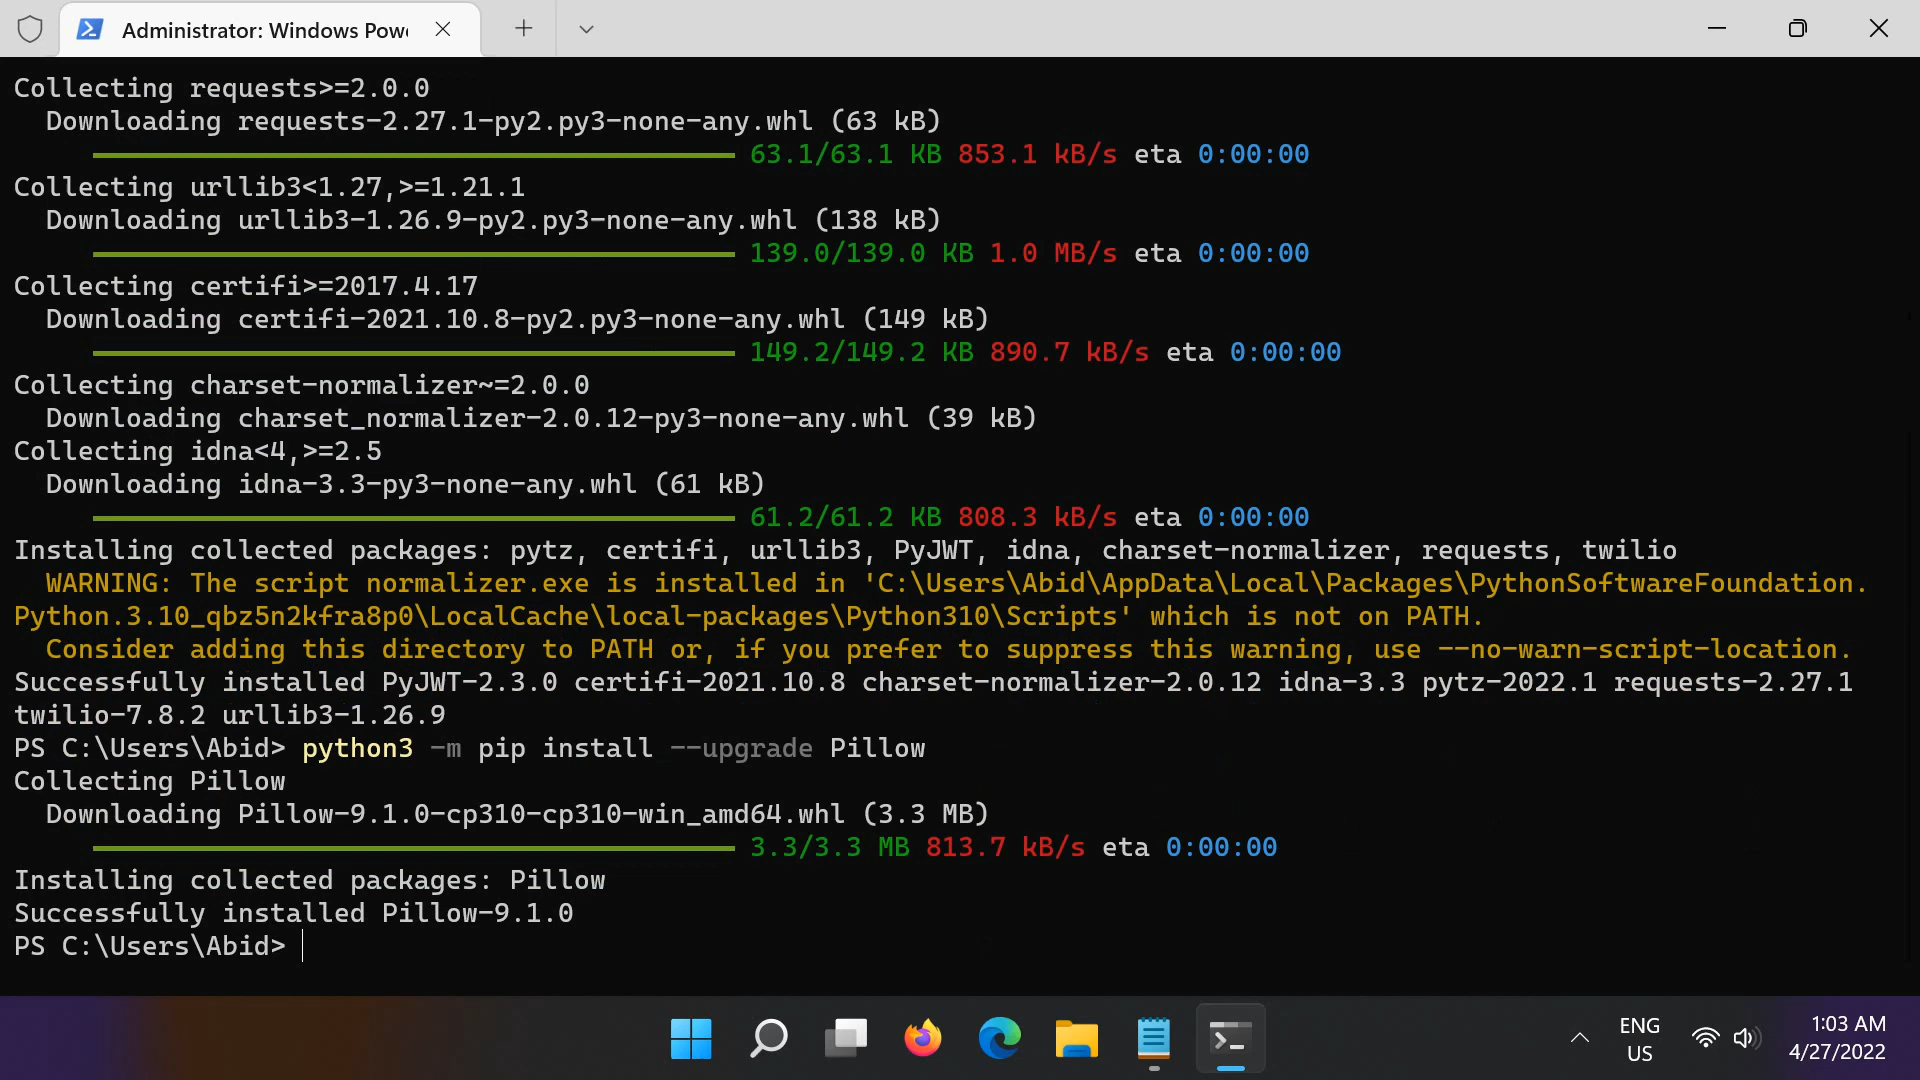 Administrator: Windows Pow
Collecting requests>=2.0.0
  Downloading requests-2.27.1-py2.py3-none-any.whl (63 kB)
63.1/63.1 KB 853.1 kB/s eta 0:00:00
Collecting urllib3<1.27,>=1.21.1
  Downloading urllib3-1.26.9-py2.py3-none-any.whl (138 kB)
139.0/139.0 KB 1.0 MB/s eta 0:00:00
Collecting certifi>=2017.4.17
  Downloading certifi-2021.10.8-py2.py3-none-any.whl (149 kB)
149.2/149.2 KB 890.7 kB/s eta 0:00:00
Collecting charset-normalizer~=2.0.0
  Downloading charset_normalizer-2.0.12-py3-none-any.whl (39 kB)
Collecting idna<4,>=2.5
  Downloading idna-3.3-py3-none-any.whl (61 kB)
61.2/61.2 KB 808.3 kB/s eta 0:00:00
Installing collected packages: pytz, certifi, urllib3, PyJWT, idna, charset-normalizer, requests, twilio
  WARNING: The script normalizer.exe is installed in 'C:\Users\Abid\AppData\Local\Packages\PythonSoftwareFoundation.
Python.3.10_qbz5n2kfra8p0\LocalCache\local-packages\Python310\Scripts' which is not on PATH.
  Consider adding this directory to PATH or, if you prefer to suppress this warning, use --no-warn-script-location.
Successfully installed PyJWT-2.3.0 certifi-2021.10.8 charset-normalizer-2.0.12 idna-3.3 pytz-2022.1 requests-2.27.1
twilio-7.8.2 urllib3-1.26.9
PS C:\Users\Abid> python3 -m pip install --upgrade Pillow
Collecting Pillow
  Downloading Pillow-9.1.0-cp310-cp310-win_amd64.whl (3.3 MB)
3.3/3.3 MB 813.7 kB/s eta 0:00:00
Installing collected packages: Pillow
Successfully installed Pillow-9.1.0
PS C:\Users\Abid>
ENG
US
1:03 AM
4/27/2022